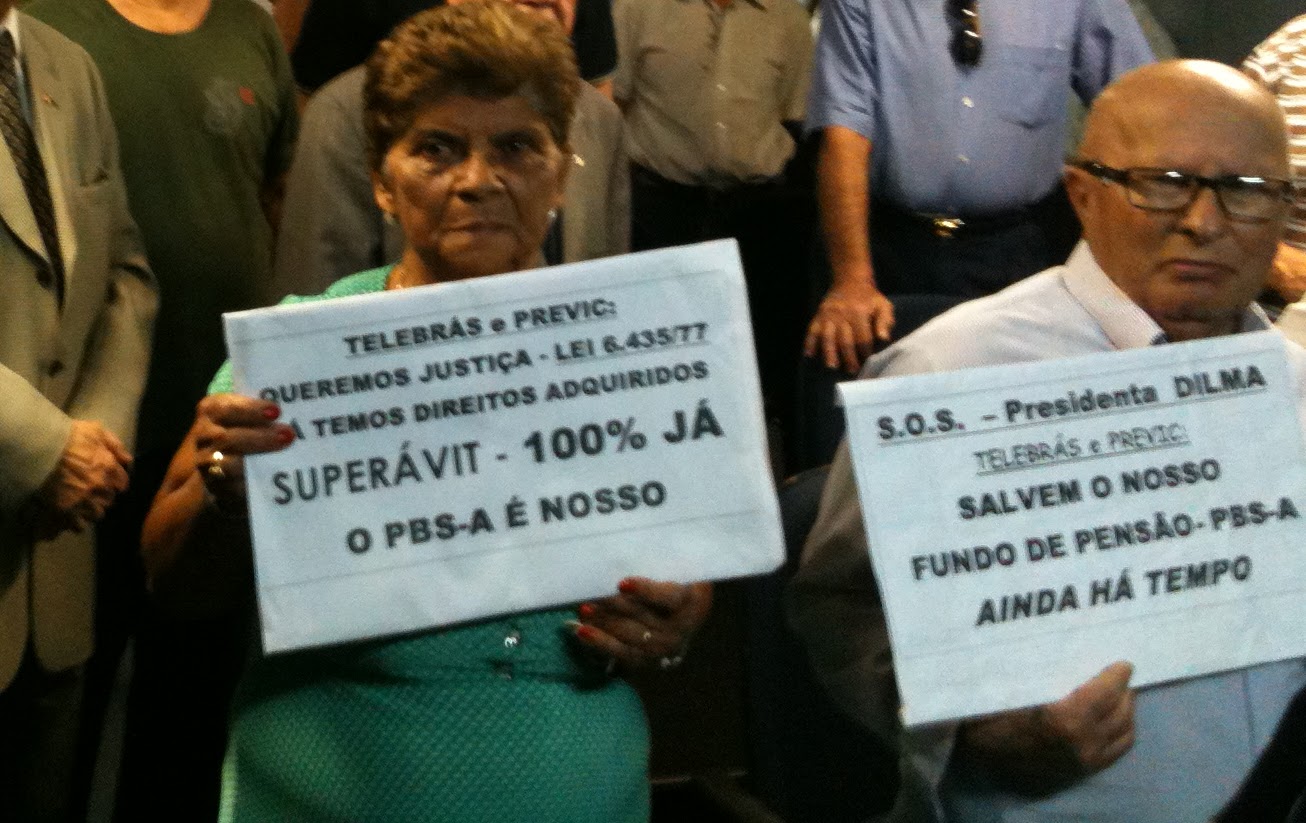 TELEBRÁS e PREVIC:
QUEREMOS JUSTIÇA - LEI 6.435/77
Á TEMOS DIREITOS ADQUIRIDOS
SUPERÁVIT - 100% JÁ
O PBS-A É NOSSO
S.O.S. - Presidenta DILMA
TELEBRÁS e PREVIC:
SALVEM O NOSSO
FUNDO DE PENSÃO- PBS-A
AINDA HÁ TEMPO